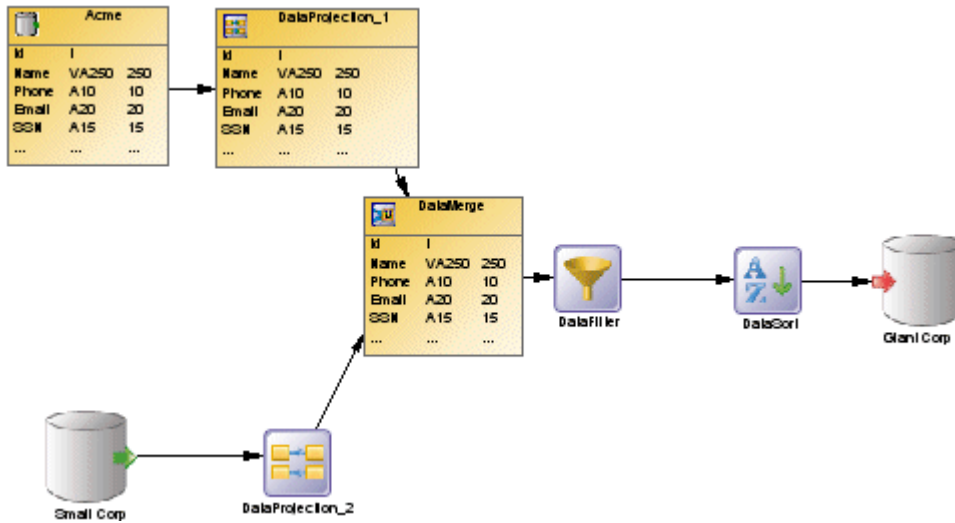 Acme
Id I
Name VA250 250
Phone A10 10
Email A20 20
SSN A15 15
... ... ...
DataProjection_1
Id I
Name VA250 250
Phone A10 10
Email A20 20
SSN A15 15
... ... ...
DataMerge
Id I
Name VA250 250
Phone A10 10
Email A20 20
SSN A15 15
... ... ...
DataFilter
A
Z
DataSort
Giant Corp
Small Corp
DataProjection_2